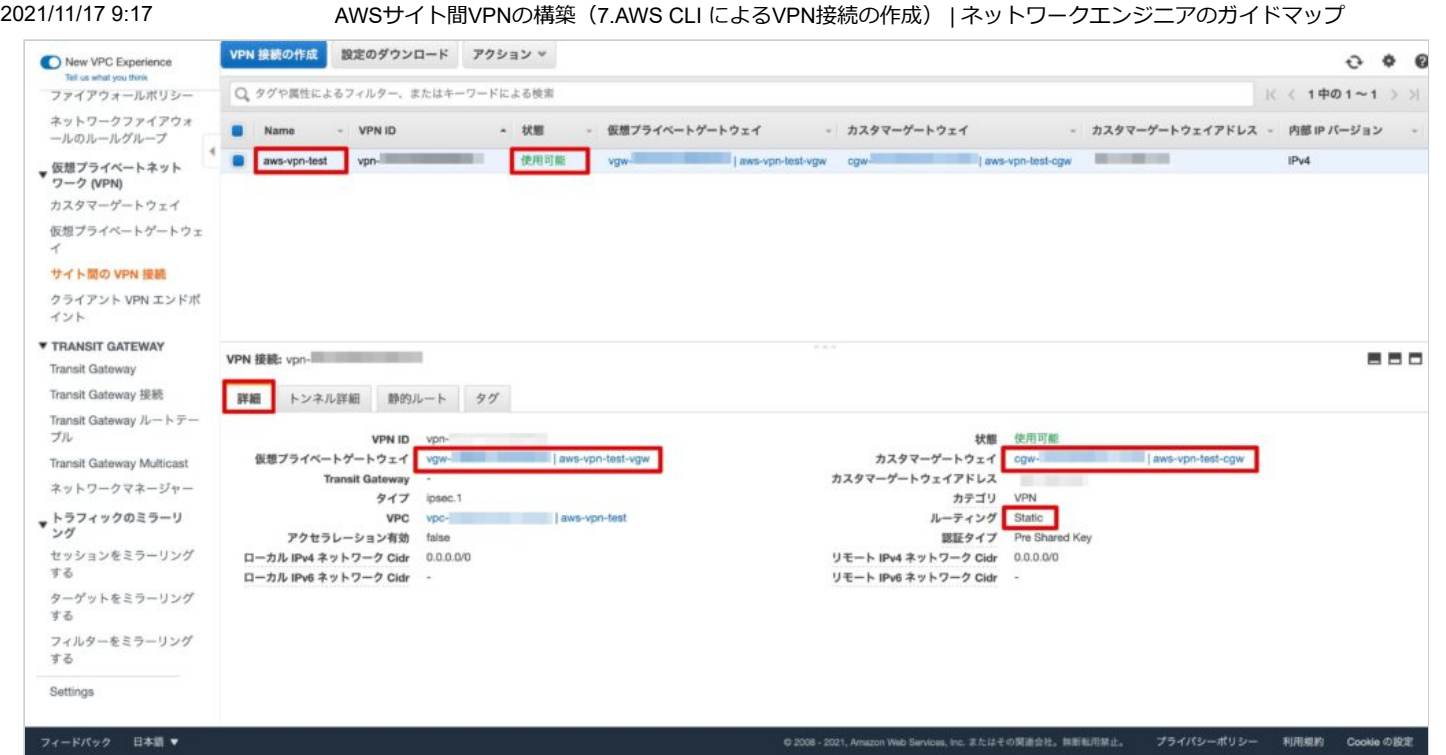 2021/11/17 9:17
AWSサイト間VPNの構築（7.AWS CLI によるVPN接続の作成） | ネットワークエンジニアのガイドマップ
New VPC Experience
Tell us what you think
ファイアウォールポリシー
ネットワークファイアウォ
ールのルールグループ
仮想プライベートネット
ワーク (VPN)
カスタマーゲートウェイ
仮想プライベートゲートウェ
イ
サイト間の VPN 接続
クライアント VPN エンドポ
イント
TRANSIT GATEWAY
Transit Gateway
Transit Gateway 接続
Transit Gateway ルートテー
ブル
Transit Gateway Multicast
ネットワークマネージャー
トラフィックのミラーリ
ング
セッションをミラーリング
する
ターゲットをミラーリング
する
フィルターをミラーリング
する
Settings
VPN 接続の作成 設定のダウンロード アクション
タグや属性によるフィルター、またはキーワードによる検索 1 中の 1 ~ 1
Name VPN ID 状態 仮想プライベートゲートウェイ カスタマーゲートウェイ カスタマーゲートウェイアドレス 内部 IP バージョン
aws-vpn-test vpn- 使用可能 vgw- | aws-vpn-test-vgw cgw- | aws-vpn-test-cgw IPv4
VPN 接続: vpn-
詳細 トンネル詳細 静的ルート タグ
VPN ID vpn- 状態 使用可能
仮想プライベートゲートウェイ vgw- | aws-vpn-test-vgw カスタマーゲートウェイ cgw- | aws-vpn-test-cgw
Transit Gateway - カスタマーゲートウェイアドレス
タイプ ipsec.1 カテゴリ VPN
VPC vpc- | aws-vpn-test ルーティング Static
アクセラレーション有効 false 認証タイプ Pre Shared Key
ローカル IPv4 ネットワーク Cidr 0.0.0.0/0 リモート IPv4 ネットワーク Cidr 0.0.0.0/0
ローカル IPv6 ネットワーク Cidr - リモート IPv6 ネットワーク Cidr -
フィードバック 日本語 © 2008 - 2021, Amazon Web Services, Inc. またはその関連会社。無断転用禁止。 プライバシーポリシー 利用規約 Cookie の設定